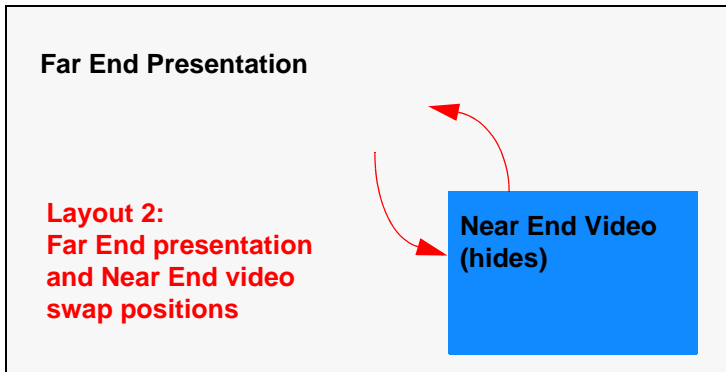 Far End Presentation
Layout 2:
Far End presentation
and Near End video
swap positions
Near End Video
(hides)